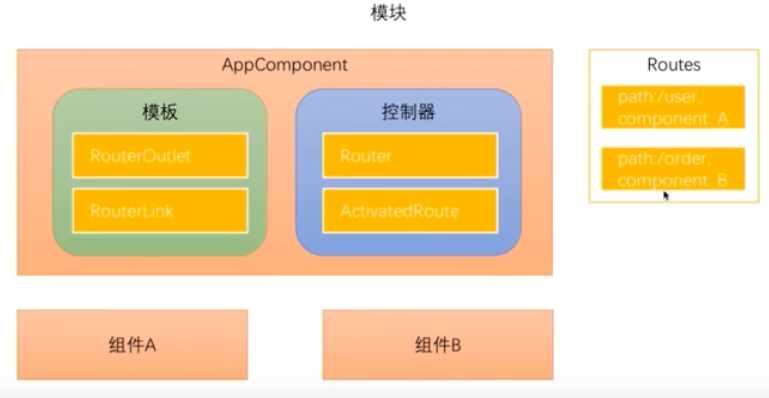 模块
AppComponent
模板
RouterOutlet
RouterLink
控制器
Router
ActivatedRoute
Routes
path:/user,
component: A
path:/order,
component: B
组件A
组件B